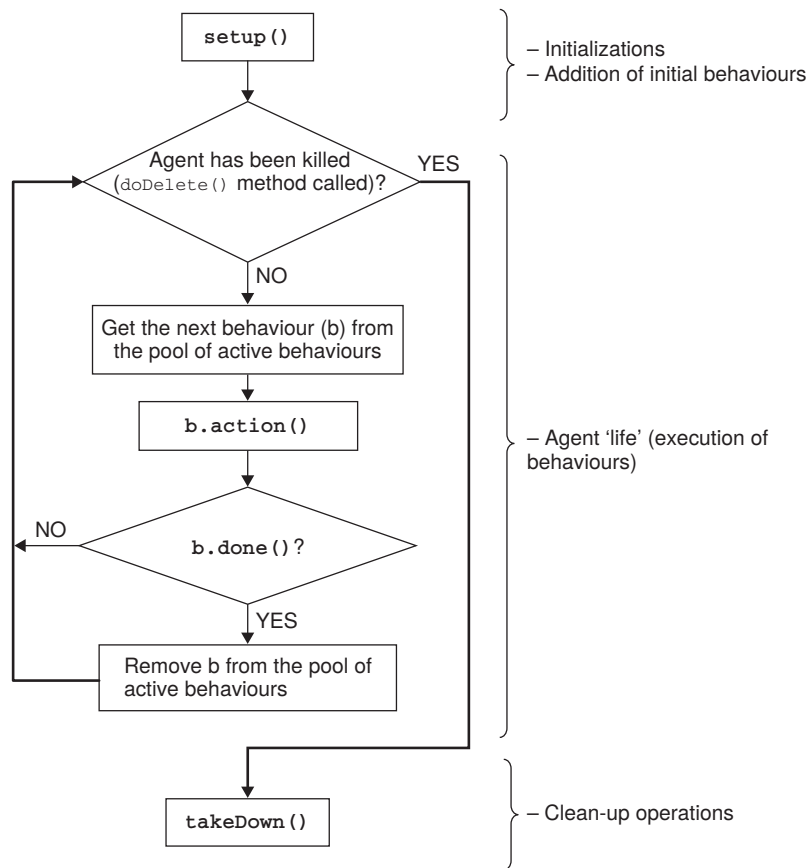 setup()
– Initializations
– Addition of initial behaviours
Agent has been killed
(doDelete() method called)?
YES
NO
Get the next behaviour (b) from
the pool of active behaviours
b.action()
– Agent ‘life’ (execution of
behaviours)
NO
b.done()?
YES
Remove b from the pool of
active behaviours
takeDown()
– Clean-up operations